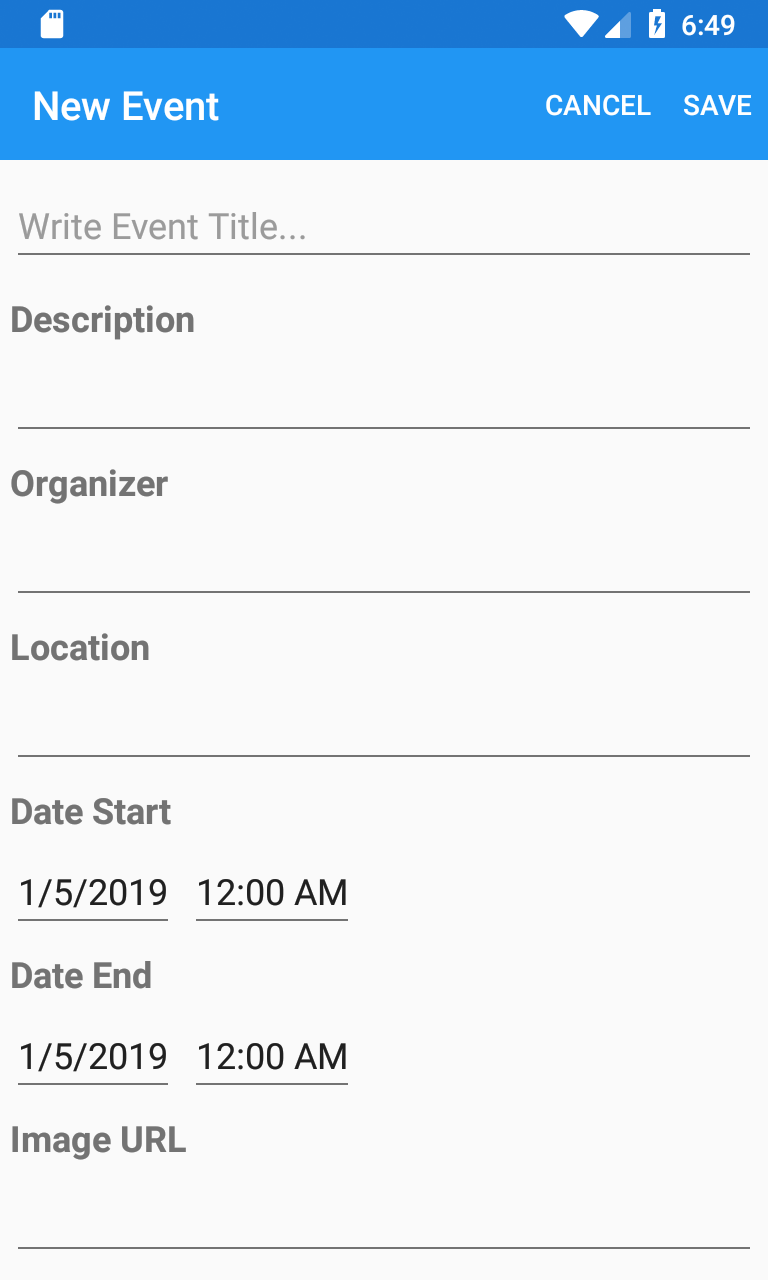 6:49
New Event CANCEL SAVE
Write Event Title...
Description
Organizer
Location
Date Start
1/5/2019 12:00 AM
Date End
1/5/2019 12:00 AM
Image URL